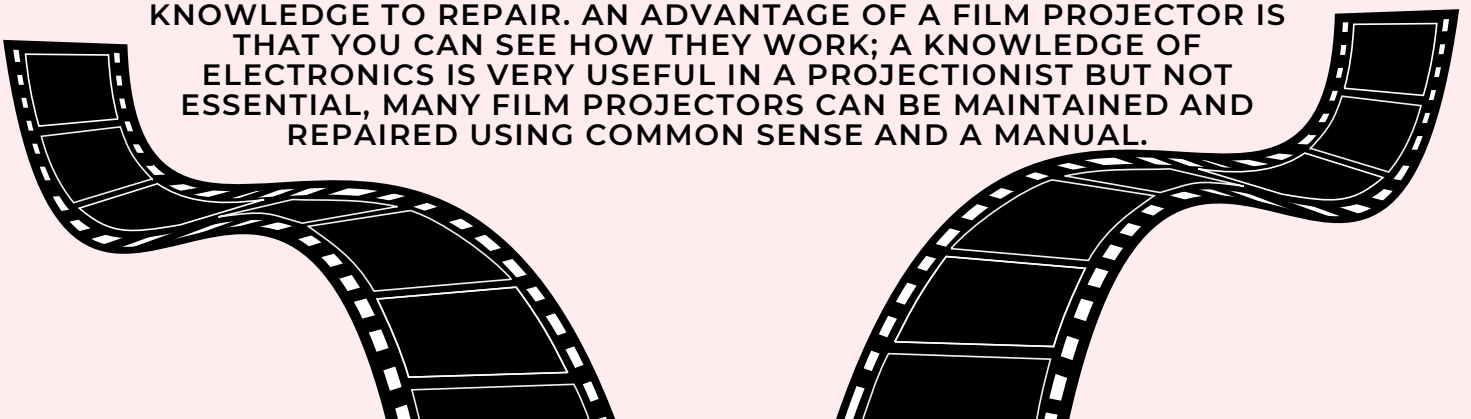 KNOWLEDGE TO REPAIR. AN ADVANTAGE OF A FILM PROJECTOR IS
THAT YOU CAN SEE HOW THEY WORK; A KNOWLEDGE OF
ELECTRONICS IS VERY USEFUL IN A PROJECTIONIST BUT NOT
ESSENTIAL, MANY FILM PROJECTORS CAN BE MAINTAINED AND
REPAIRED USING COMMON SENSE AND A MANUAL.